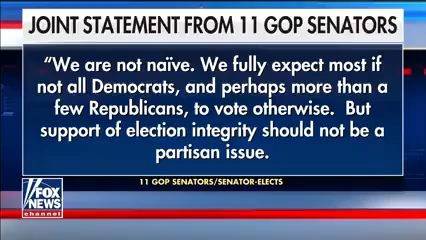 JOINT STATEMENT FROM 11 GOP SENATORS
“We are not naïve. We fully expect most if
not all Democrats, and perhaps more than a
few Republicans, to vote otherwise.  But
support of election integrity should not be a
partisan issue.
11 GOP SENATORS/SENATOR-ELECTS
FOX
NEWS
channel